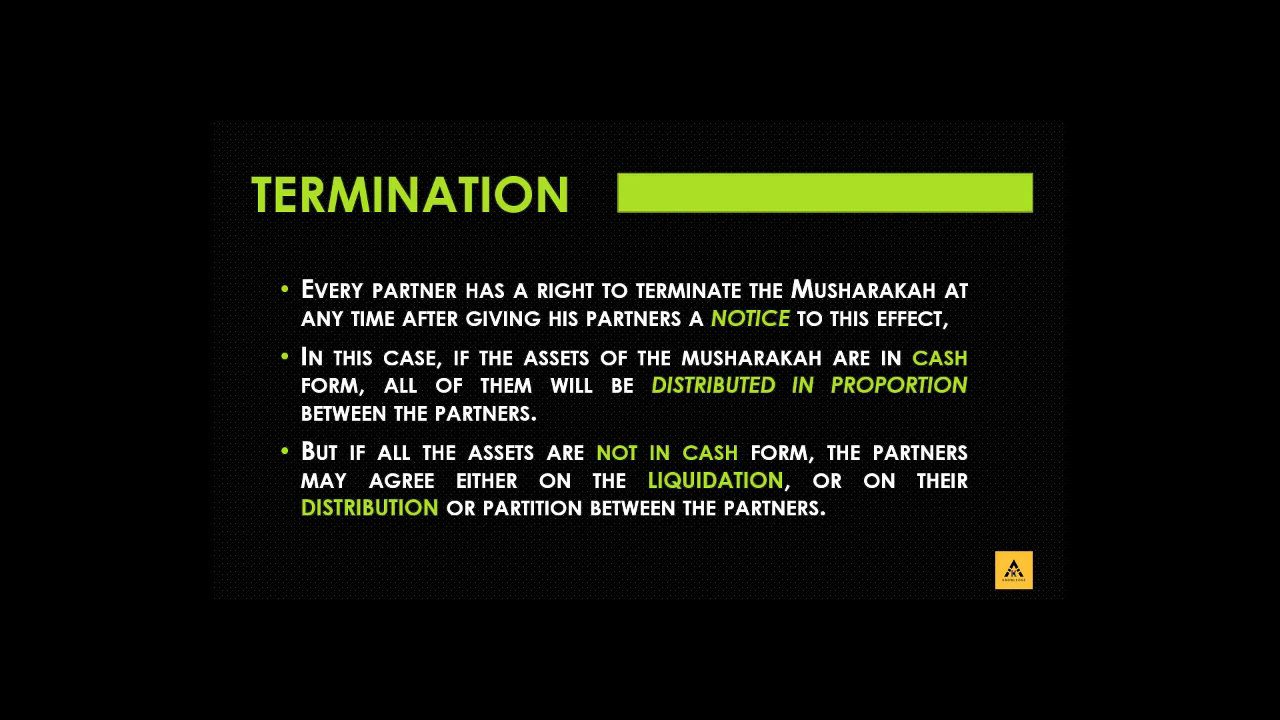 TERMINATION
• EVERY PARTNER HAS A RIGHT TO TERMINATE THE MUSHARAKAH AT
ANY TIME AFTER GIVING HIS PARTNERS A NOTICE TO THIS EFFECT,
• IN THIS CASE, IF THE ASSETS OF THE MUSHARAKAH ARE IN CASH
FORM, ALL OF THEM WILL BE DISTRIBUTED IN PROPORTION
BETWEEN THE PARTNERS.
• BUT IF ALL THE ASSETS ARE NOT IN CASH FORM, THE PARTNERS
MAY AGREE EITHER ON THE LIQUIDATION, OR ON THEIR
DISTRIBUTION OR PARTITION BETWEEN THE PARTNERS.